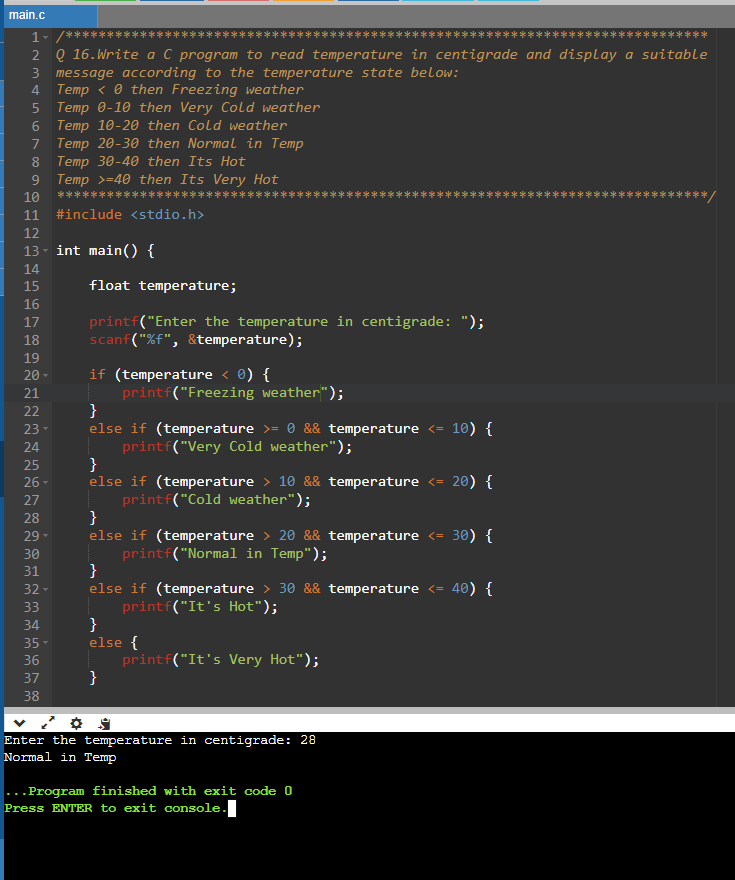 main.c
1 /******************************************************************************
2 Q 16.Write a C program to read temperature in centigrade and display a suitable
3 message according to the temperature state below:
4 Temp < 0 then Freezing weather
5 Temp 0-10 then Very Cold weather
6 Temp 10-20 then Cold weather
7 Temp 20-30 then Normal in Temp
8 Temp 30-40 then Its Hot
9 Temp >=40 then Its Very Hot
10 *******************************************************************************/
11 #include <stdio.h>
12
13 int main() {
14
15     float temperature;
16
17     printf("Enter the temperature in centigrade: ");
18     scanf("%f", &temperature);
19
20     if (temperature < 0) {
21         printf("Freezing weather");
22     }
23     else if (temperature >= 0 && temperature <= 10) {
24         printf("Very Cold weather");
25     }
26     else if (temperature > 10 && temperature <= 20) {
27         printf("Cold weather");
28     }
29     else if (temperature > 20 && temperature <= 30) {
30         printf("Normal in Temp");
31     }
32     else if (temperature > 30 && temperature <= 40) {
33         printf("It's Hot");
34     }
35     else {
36         printf("It's Very Hot");
37     }
38
Enter the temperature in centigrade: 28
Normal in Temp
...Program finished with exit code 0
Press ENTER to exit console.